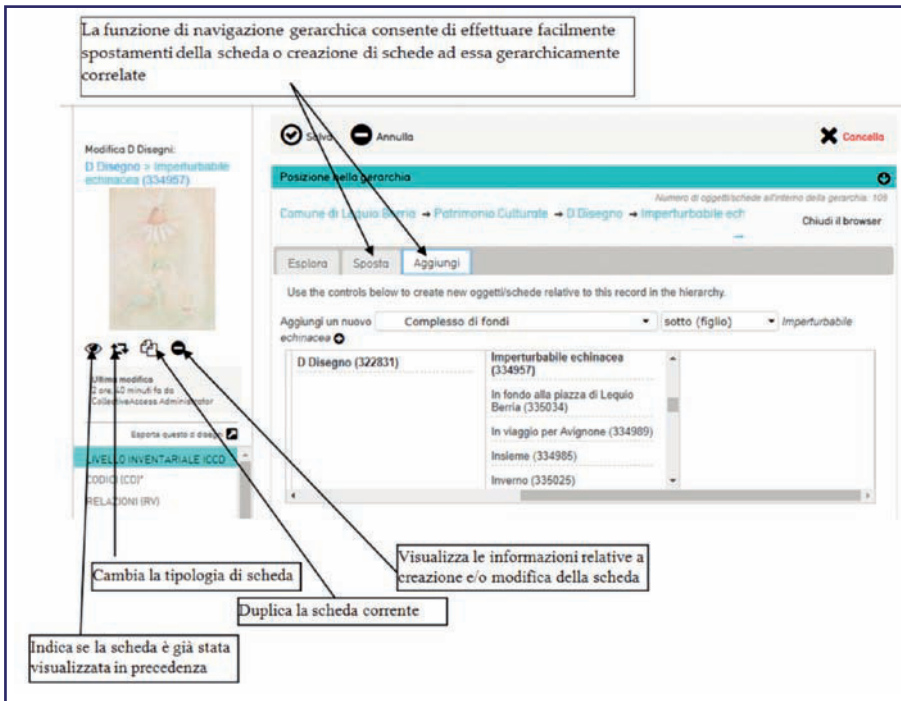 La funzione di navigazione gerarchica consente di effettuare facilmente
spostamenti della scheda o creazione di schede ad essa gerarchicamente
correlate
Modifica D Disegni:
D Disegno > Imperturbabile
echinacea (334957)
Salva
Annulla
Cancella
Posizione nella gerarchia
Numero di oggetti/schede all'interno della gerarchia: 109
Comune di Lequio Berria → Patrimonio Culturale → D Disegno → Imperturbabile ech
→
Chiudi il browser
Esplora Sposta Aggiungi
Use the controls below to create new oggetti/schede relative to this record in the hierarchy.
Aggiungi un nuovo Complesso di fondi sotto (figlio) Imperturbabile
echinacea
D Disegno (322831)
Imperturbabile echinacea
(334957)
In fondo alla piazza di Lequio
Berria (335034)
In viaggio per Avignone (334989)
Insieme (334985)
Inverno (335025)
Ultima modifica
2 ore, 40 minuti fa da
CollectiveAccess Administrator
Esporta questo d disegno
LIVELLO INVENTARIALE ICCD
CODICI (CD)*
RELAZIONI (RV)
Visualizza le informazioni relative a
creazione e/o modifica della scheda
Cambia la tipologia di scheda
Duplica la scheda corrente
Indica se la scheda è già stata
visualizzata in precedenza